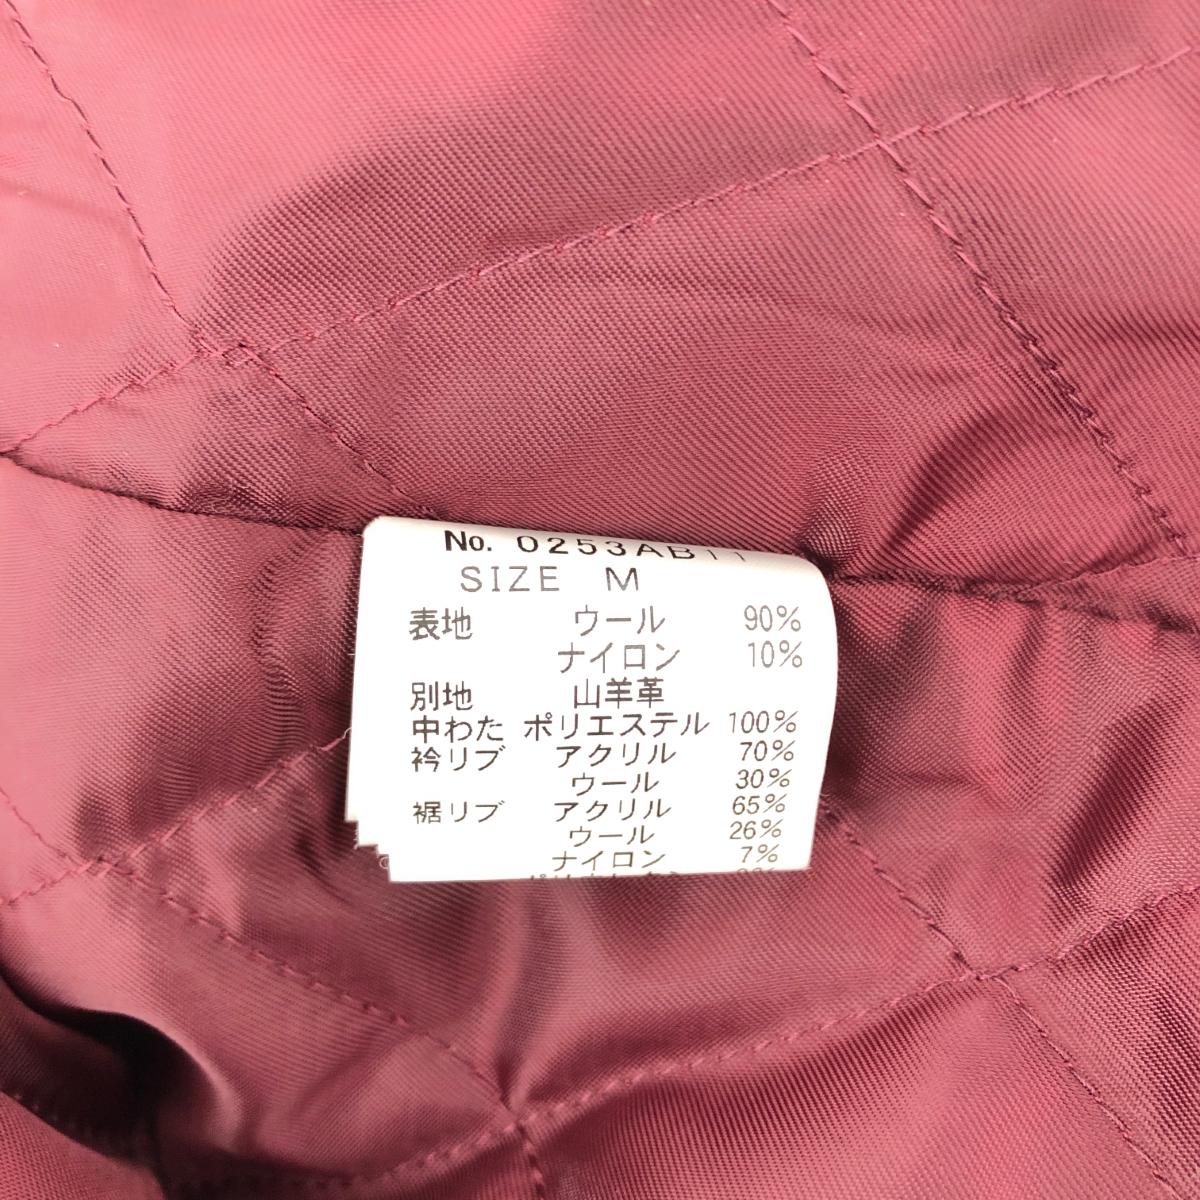 No. 0253AB11
SIZE M
表地 ウール 90%
ナイロン 10%
別地 山羊革
中わた ポリエステル 100%
衿リブ アクリル 70%
ウール 30%
裾リブ アクリル 65%
ウール 26%
ナイロン 7%